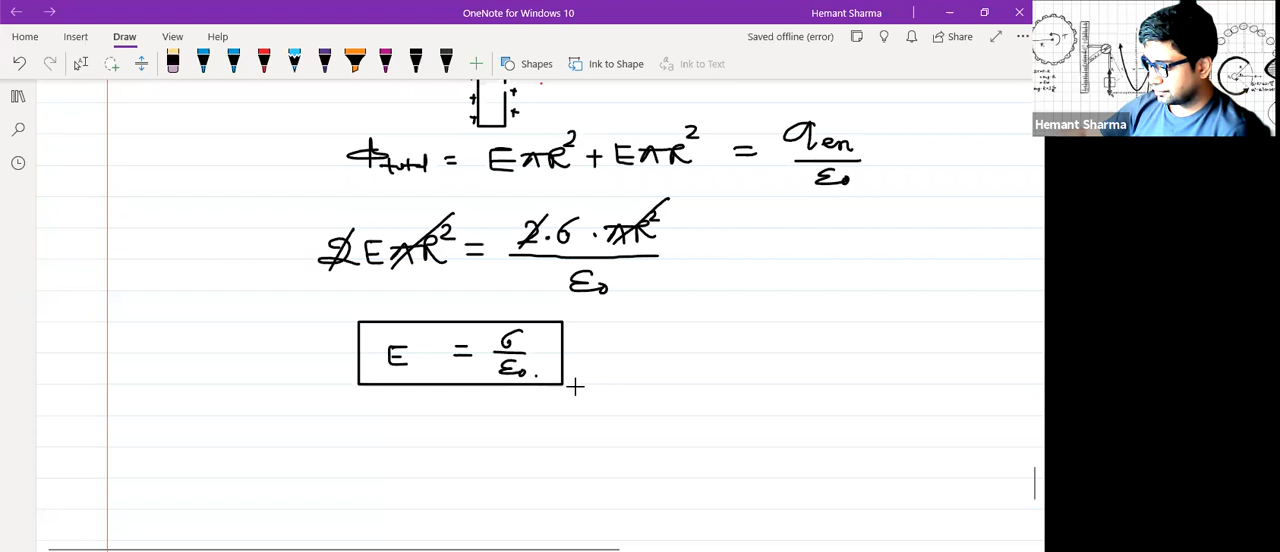 OneNote for Windows 10
Hemant Sharma
Home Insert Draw View Help
Saved offline (error)
Share
Shapes
Ink to Shape
Ink to Text
Hemant Sharma
+ +
+ +
ϕtotal = EπR² + EπR² = qen/ε₀
2EπR² = 2·σ·πR²/ε₀
E = σ/ε₀.